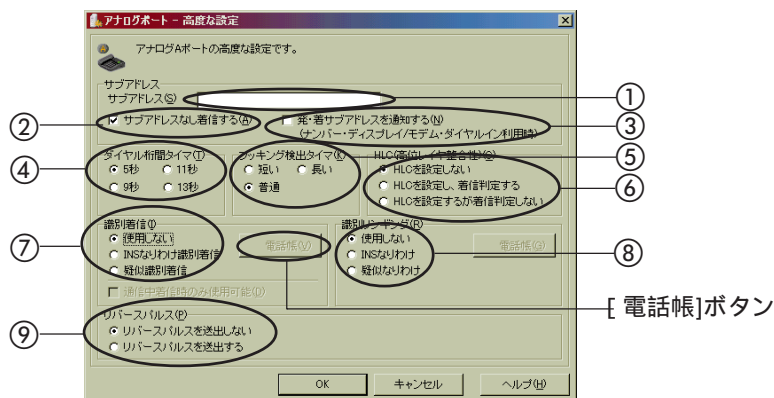 アナログポート - 高度な設定
アナログAポートの高度な設定です。
サブアドレス
サブアドレス(S)
①
サブアドレスなし着信する(A)
②
発・着サブアドレスを通知する(N)
(ナンバー・ディスプレイ/モデム・ダイヤルイン利用時)
③
ダイヤル桁間タイマ(T)
5秒 11秒
9秒 13秒
④
フッキング検出タイマ(K)
短い 長い
普通
⑤
HLC(高位レイヤ整合性)(C)
HLCを設定しない
HLCを設定し、着信判定する
HLCを設定するが着信判定しない
⑥
識別着信(I)
使用しない
INSなりわけ識別着信
疑似識別着信
電話帳(V)
通信中着信時のみ使用可能(D)
⑦
識別リンギング(R)
使用しない
INSなりわけ
疑似なりわけ
電話帳(G)
⑧
[電話帳]ボタン
リバースパルス(P)
リバースパルスを送出しない
リバースパルスを送出する
⑨
OK キャンセル ヘルプ(H)